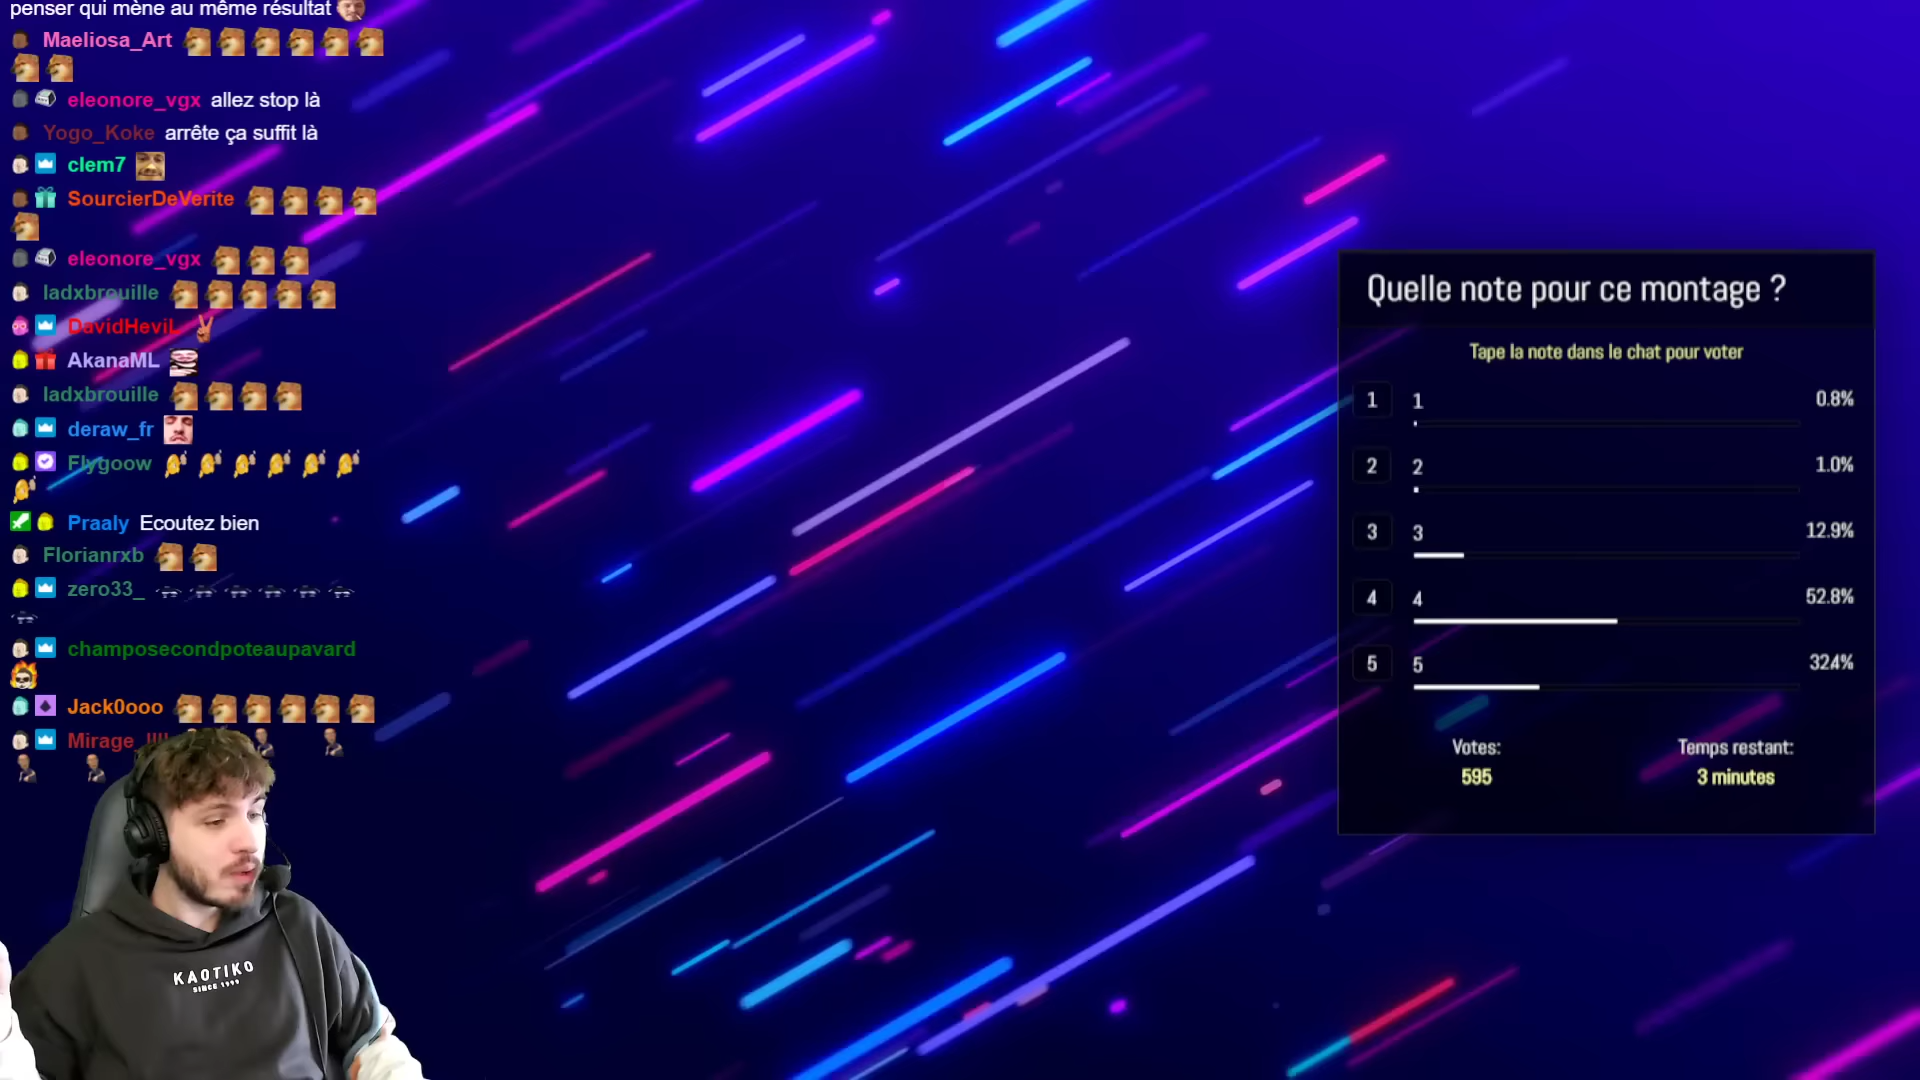 penser qui mène au même résultat
Maeliosa_Art
eleonore_vgx allez stop là
Yogo_Koke arrête ça suffit là
clem7
SourcierDeVerite
eleonore_vgx
ladxbrouille
DavidHeviL
AkanaML
ladxbrouille
deraw_fr
Flygoow
Praaly Ecoutez bien
Florianrxb
zero33_
champosecondpoteaupavard
Jack0ooo
KAOTIKO
SINCE 1999
Quelle note pour ce montage ?
Tape la note dans le chat pour voter
1 1 0.8%
2 2 1.0%
3 3 12.9%
4 4 52.8%
5 5 324%
Votes: Temps restant:
595 3 minutes